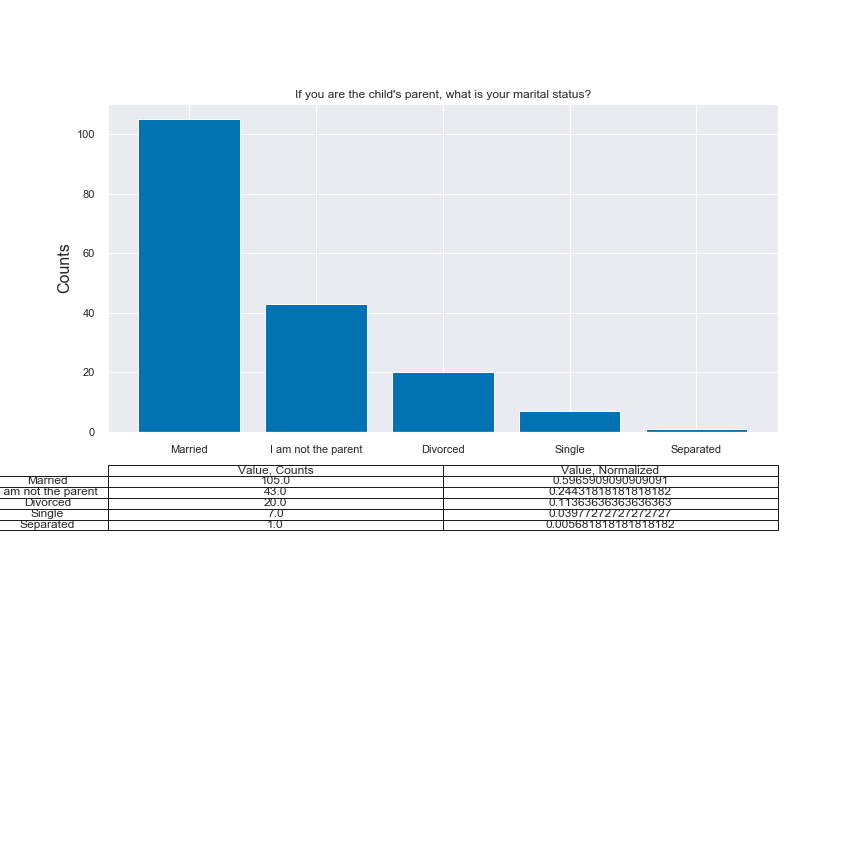 If you are the child's parent, what is your marital status?
100
80
60
40
20
0
Counts
Married I am not the parent Divorced Single Separated
Value, Counts Value, Normalized
Married 105.0 0.5965909090909091
am not the parent 43.0 0.24431818181818182
Divorced 20.0 0.11363636363636363
Single 7.0 0.03977272727272727
Separated 1.0 0.005681818181818182